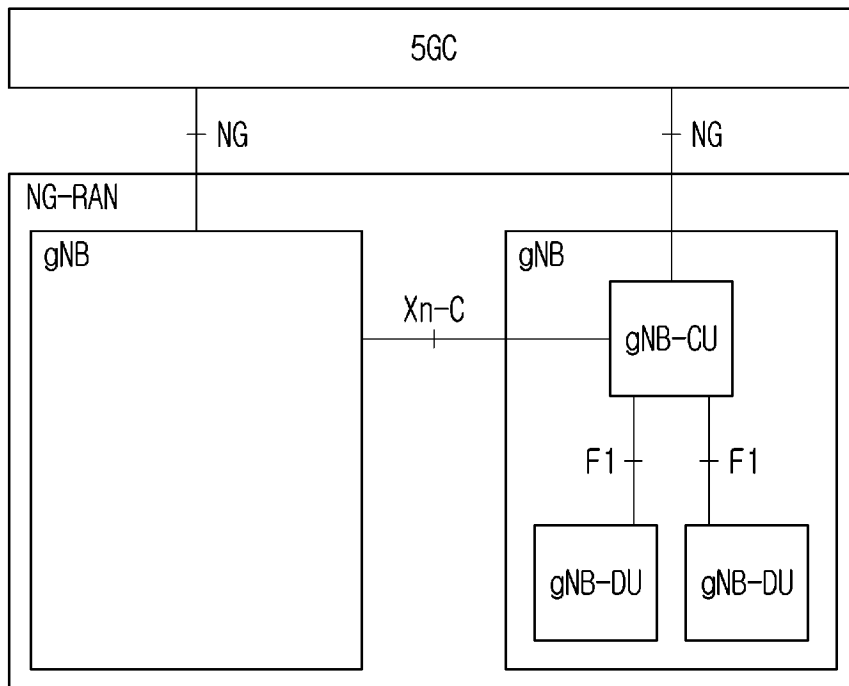 5GC
NG
NG
NG-RAN
gNB
gNB
Xn-C
gNB-CU
F1
F1
gNB-DU
gNB-DU